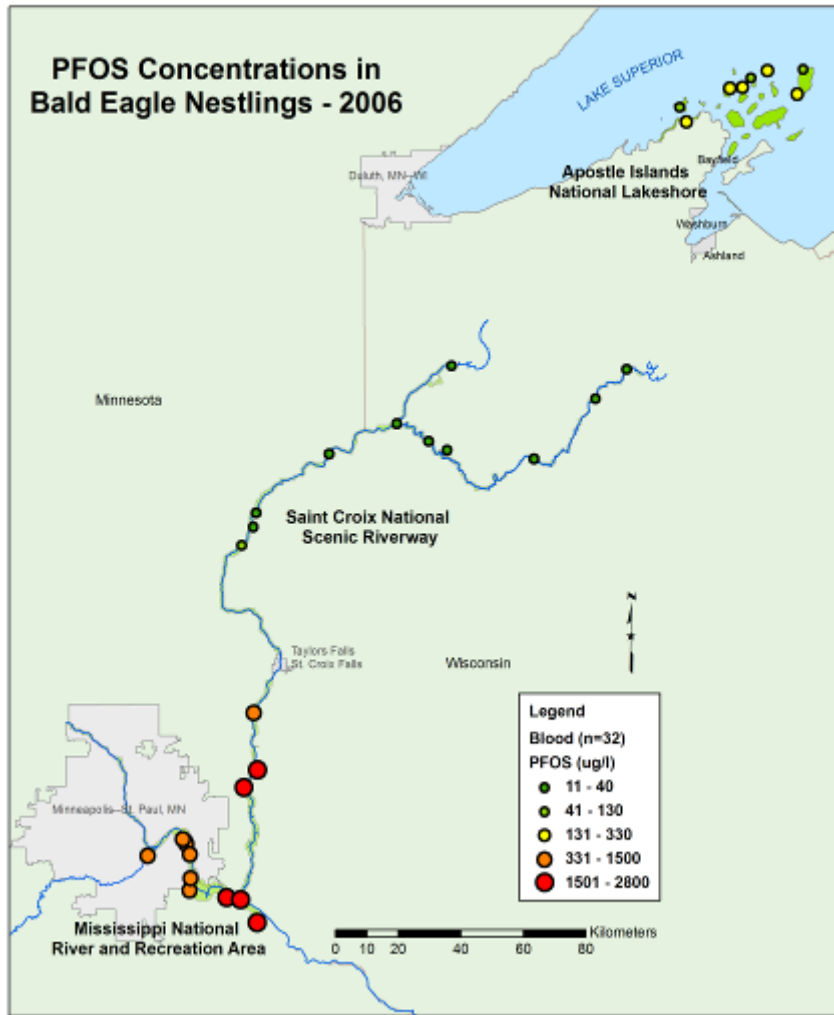 PFOS Concentrations in
Bald Eagle Nestlings - 2006
LAKE SUPERIOR
Bayfield
Duluth, MN--WI
Apostle Islands
National Lakeshore
Washburn
Ashland
Minnesota
Saint Croix National
Scenic Riverway
N
Taylors Falls
St. Croix Falls
Wisconsin
Legend
Blood (n=32)
PFOS (ug/l)
11 - 40
41 - 130
131 - 330
331 - 1500
1501 - 2800
Minneapolis--St. Paul, MN
Mississippi National
River and Recreation Area
Kilometers
0 10 20 40 60 80